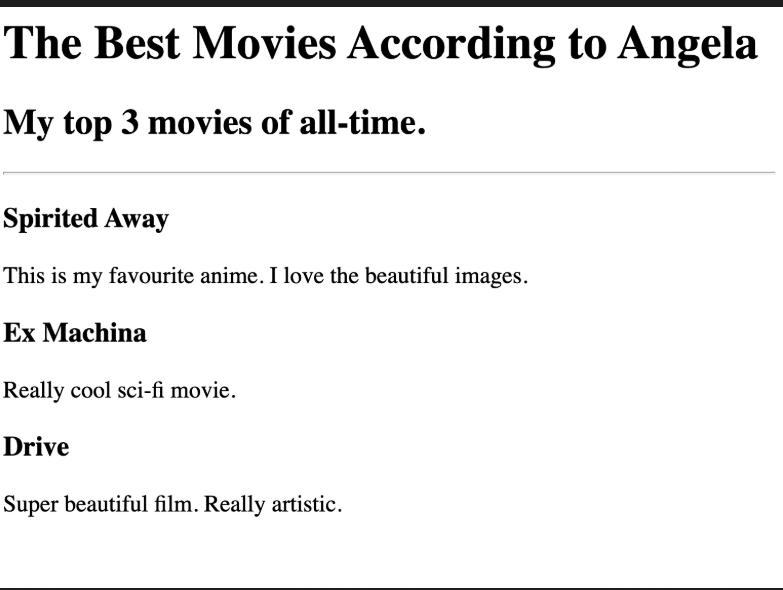 The Best Movies According to Angela
My top 3 movies of all-time.
Spirited Away
This is my favourite anime. I love the beautiful images.
Ex Machina
Really cool sci-fi movie.
Drive
Super beautiful film. Really artistic.